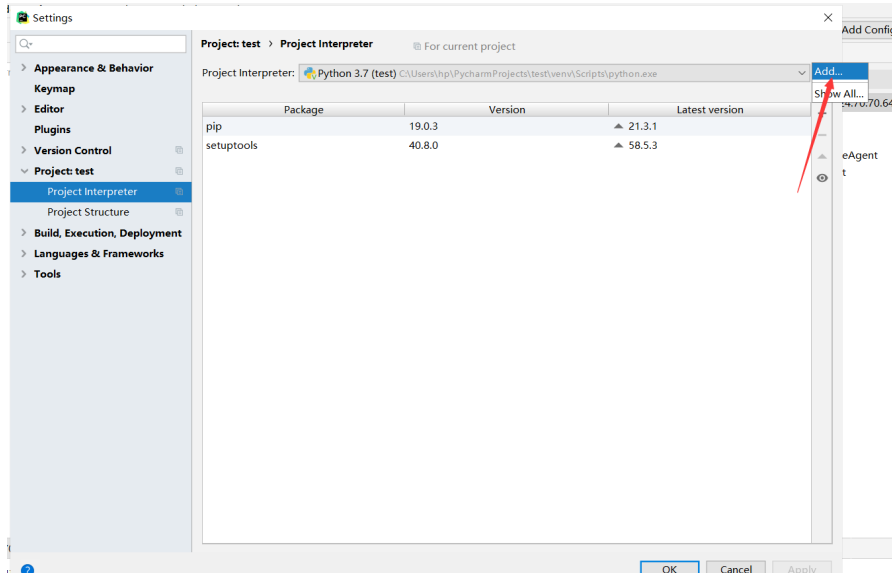 Settings
Add Config
Project: test > Project Interpreter
For current project
Appearance & Behavior
Project Interpreter: Python 3.7 (test) C:\Users\hp\PycharmProjects\test\venv\Scripts\python.exe
Add...
Show All...
Keymap
Editor
Plugins
Version Control
Project: test
Project Interpreter
Project Structure
Build, Execution, Deployment
Languages & Frameworks
Tools
Package Version Latest version
pip 19.0.3 21.3.1
setuptools 40.8.0 58.5.3
eAgent
t
OK Cancel Apply